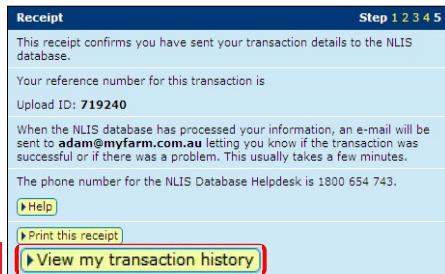 Receipt Step 1 2 3 4 5
This receipt confirms you have sent your transaction details to the NLIS
database.
Your reference number for this transaction is
Upload ID: 719240
When the NLIS database has processed your information, an e-mail will be
sent to adam@myfarm.com.au letting you know if the transaction was
successful or if there was a problem. This usually takes a few minutes.
The phone number for the NLIS Database Helpdesk is 1800 654 743.
Help
Print this receipt
View my transaction history